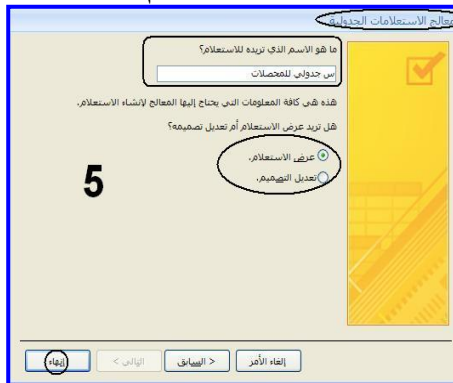 معالج الاستعلامات الجدولية
ما هو الاسم الذي تريده للاستعلام؟
س جدولي للمحصلات
هذه هي كافة المعلومات التي يحتاج إليها المعالج لإنشاء الاستعلام.
هل تريد عرض الاستعلام أم تعديل تصميمه؟
عرض الاستعلام.
تعديل التصميم.
5
إلغاء الأمر
< السابق
التالي >
إنهاء